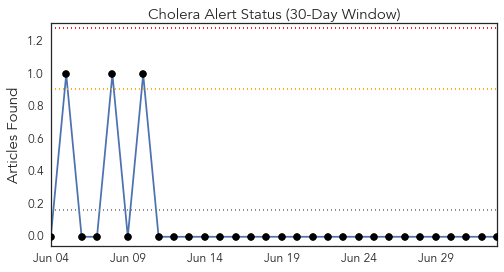 Cholera Alert Status (30-Day Window)
Articles Found
1.2
1.0
0.8
0.6
0.4
0.2
0.0
Jun 04 Jun 09 Jun 14 Jun 19 Jun 24 Jun 29